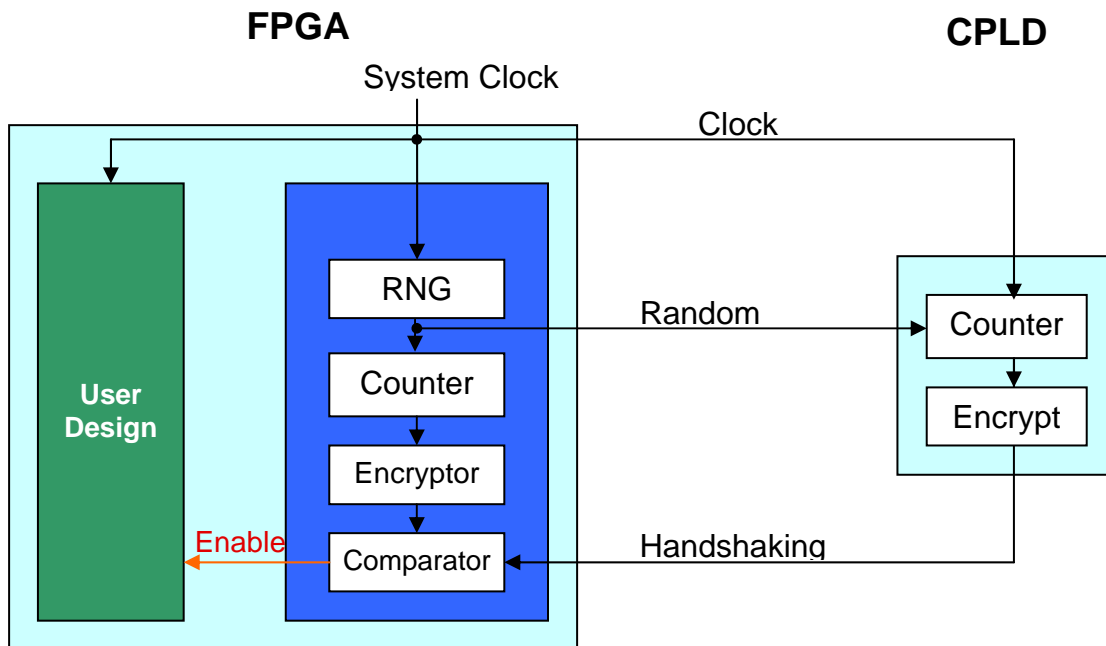 FPGA
CPLD
System Clock
Clock
RNG
Random
Counter
Counter
User
Design
Encrypt
Encryptor
Enable
Comparator
Handshaking